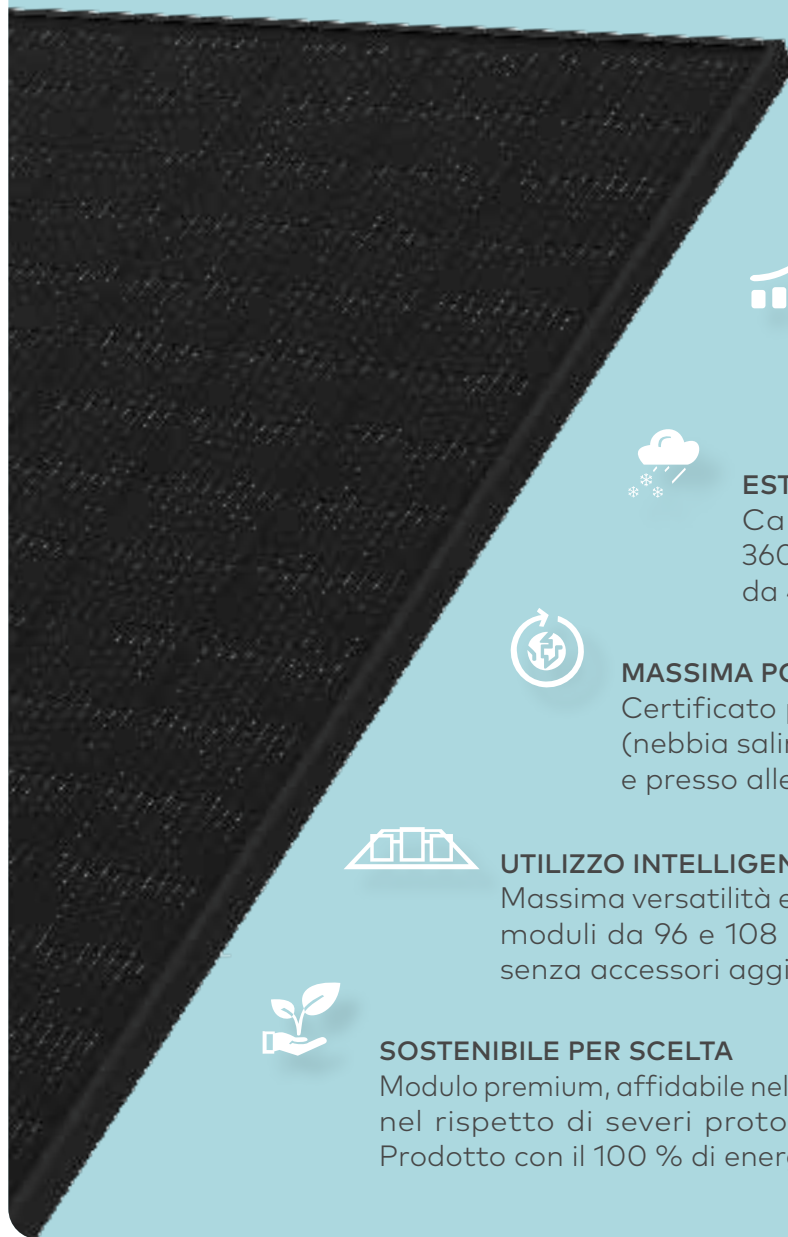 EST
Ca
360
da
MASSIMA PO
Certificato
(nebbia salin
e presso alle
UTILIZZO INTELLIGEN
Massima versatilità e
moduli da 96 e 108
senza accessori aggi
SOSTENIBILE PER SCELTA
Modulo premium, affidabile nel
nel rispetto di severi proto
Prodotto con il 100 % di ener